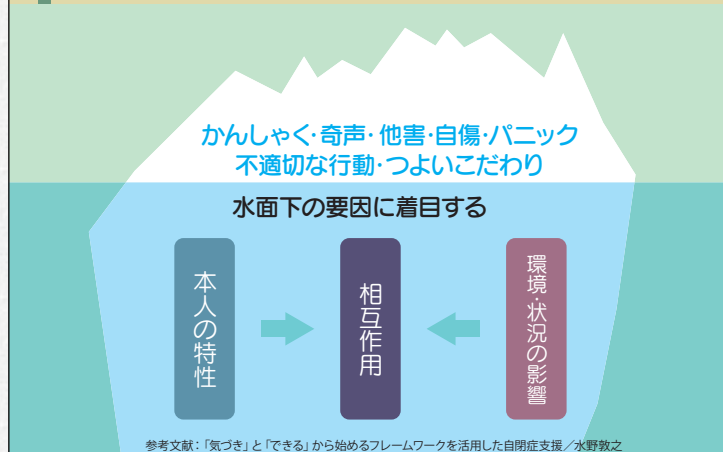 かんしゃく・奇声・他害・自傷・パニック
不適切な行動・つよいこだわり
水面下の要因に着目する
本人の特性
相互作用
環境・状況の影響
参考文献：「気づき」と「できる」から始めるフレームワークを活用した自閉症支援／水野敦之